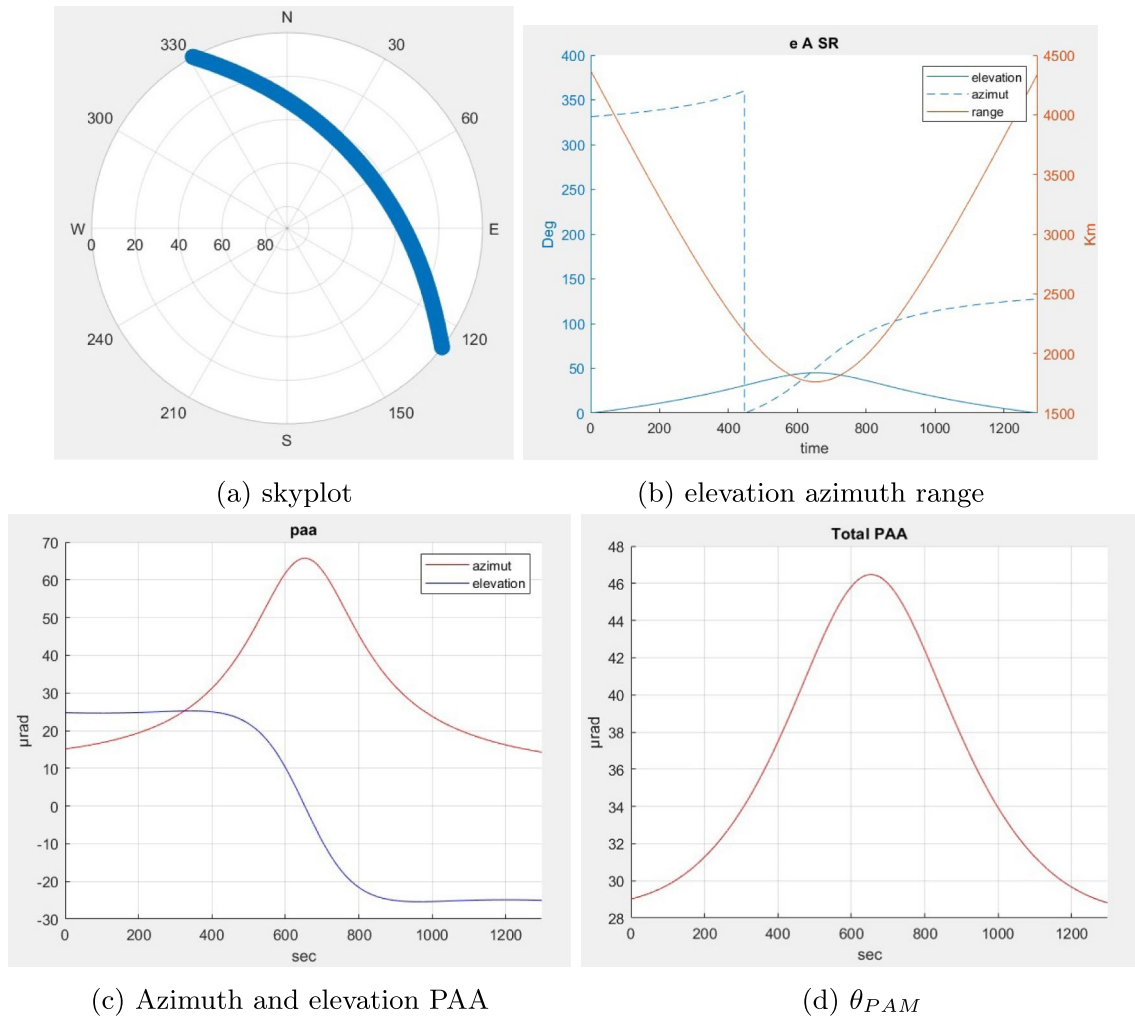 N
330
30
300
60
W
E
0 20 40 60 80
240
120
210
150
S
(a) skyplot
e A SR
400
350
300
250
200
150
100
50
0
Deg
4500
4000
3500
3000
2500
2000
1500
Km
elevation
azimut
range
0 200 400 600 800 1000 1200
time
(b) elevation azimuth range
paa
70
60
50
40
30
20
10
0
-10
-20
-30
µrad
azimut
elevation
0 200 400 600 800 1000 1200
sec
(c) Azimuth and elevation PAA
Total PAA
48
46
44
42
40
38
36
34
32
30
28
µrad
0 200 400 600 800 1000 1200
sec
(d) θPAM